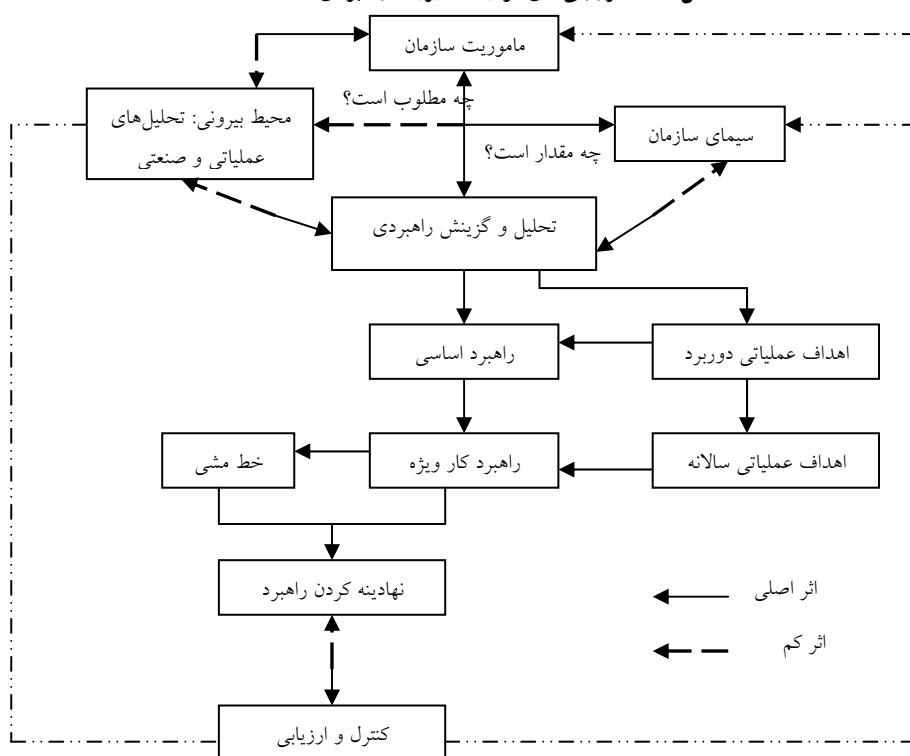 ماموریت سازمان
چه مطلوب است؟
محیط بیرونی: تحلیل‌های
عملیاتی و صنعتی
سیمای سازمان
چه مقدار است؟
تحلیل و گزینش راهبردی
راهبرد اساسی
اهداف عملیاتی دوربرد
خط مشی
راهبرد کار ویژه
اهداف عملیاتی سالانه
نهادینه کردن راهبرد
اثر اصلی
اثر کم
کنترل و ارزیابی